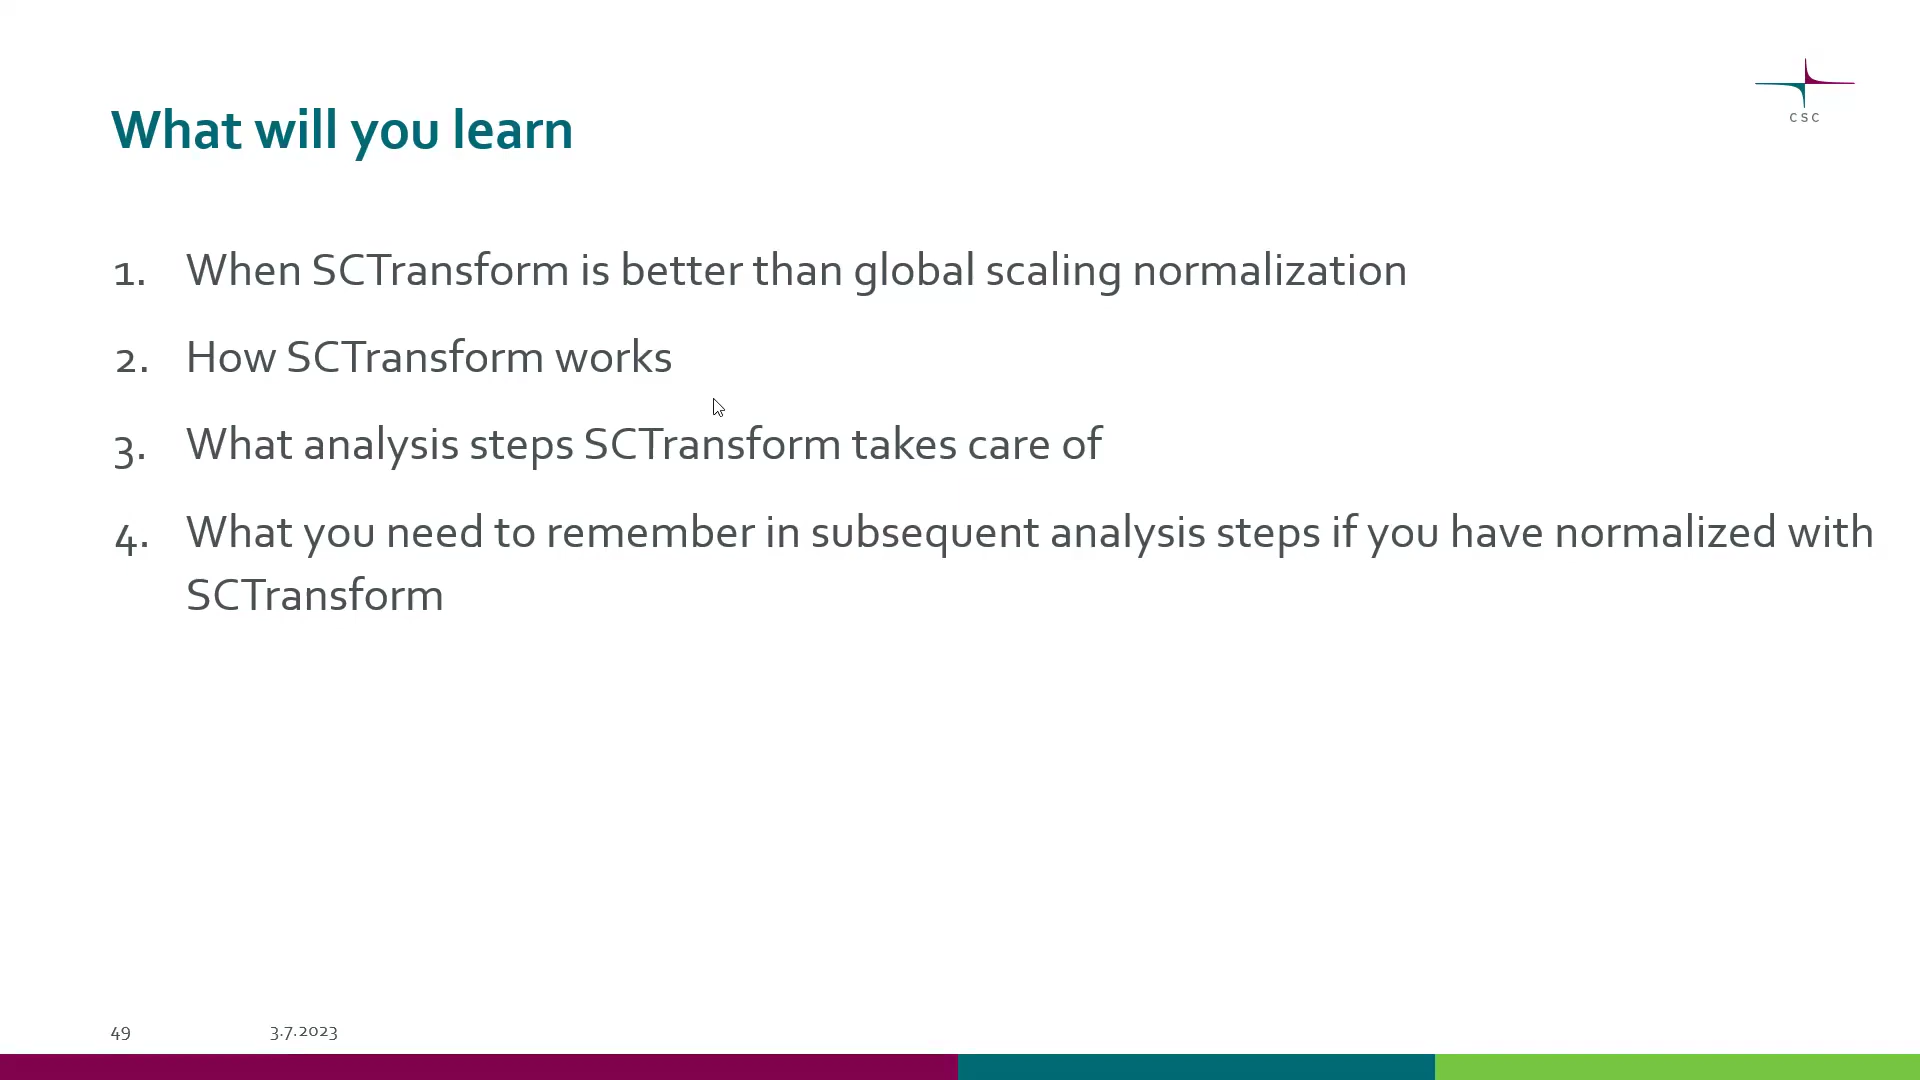 CSC
What will you learn
1. When SCTransform is better than global scaling normalization
2. How SCTransform works
3. What analysis steps SCTransform takes care of
4. What you need to remember in subsequent analysis steps if you have normalized with
SCTransform
49 3.7.2023